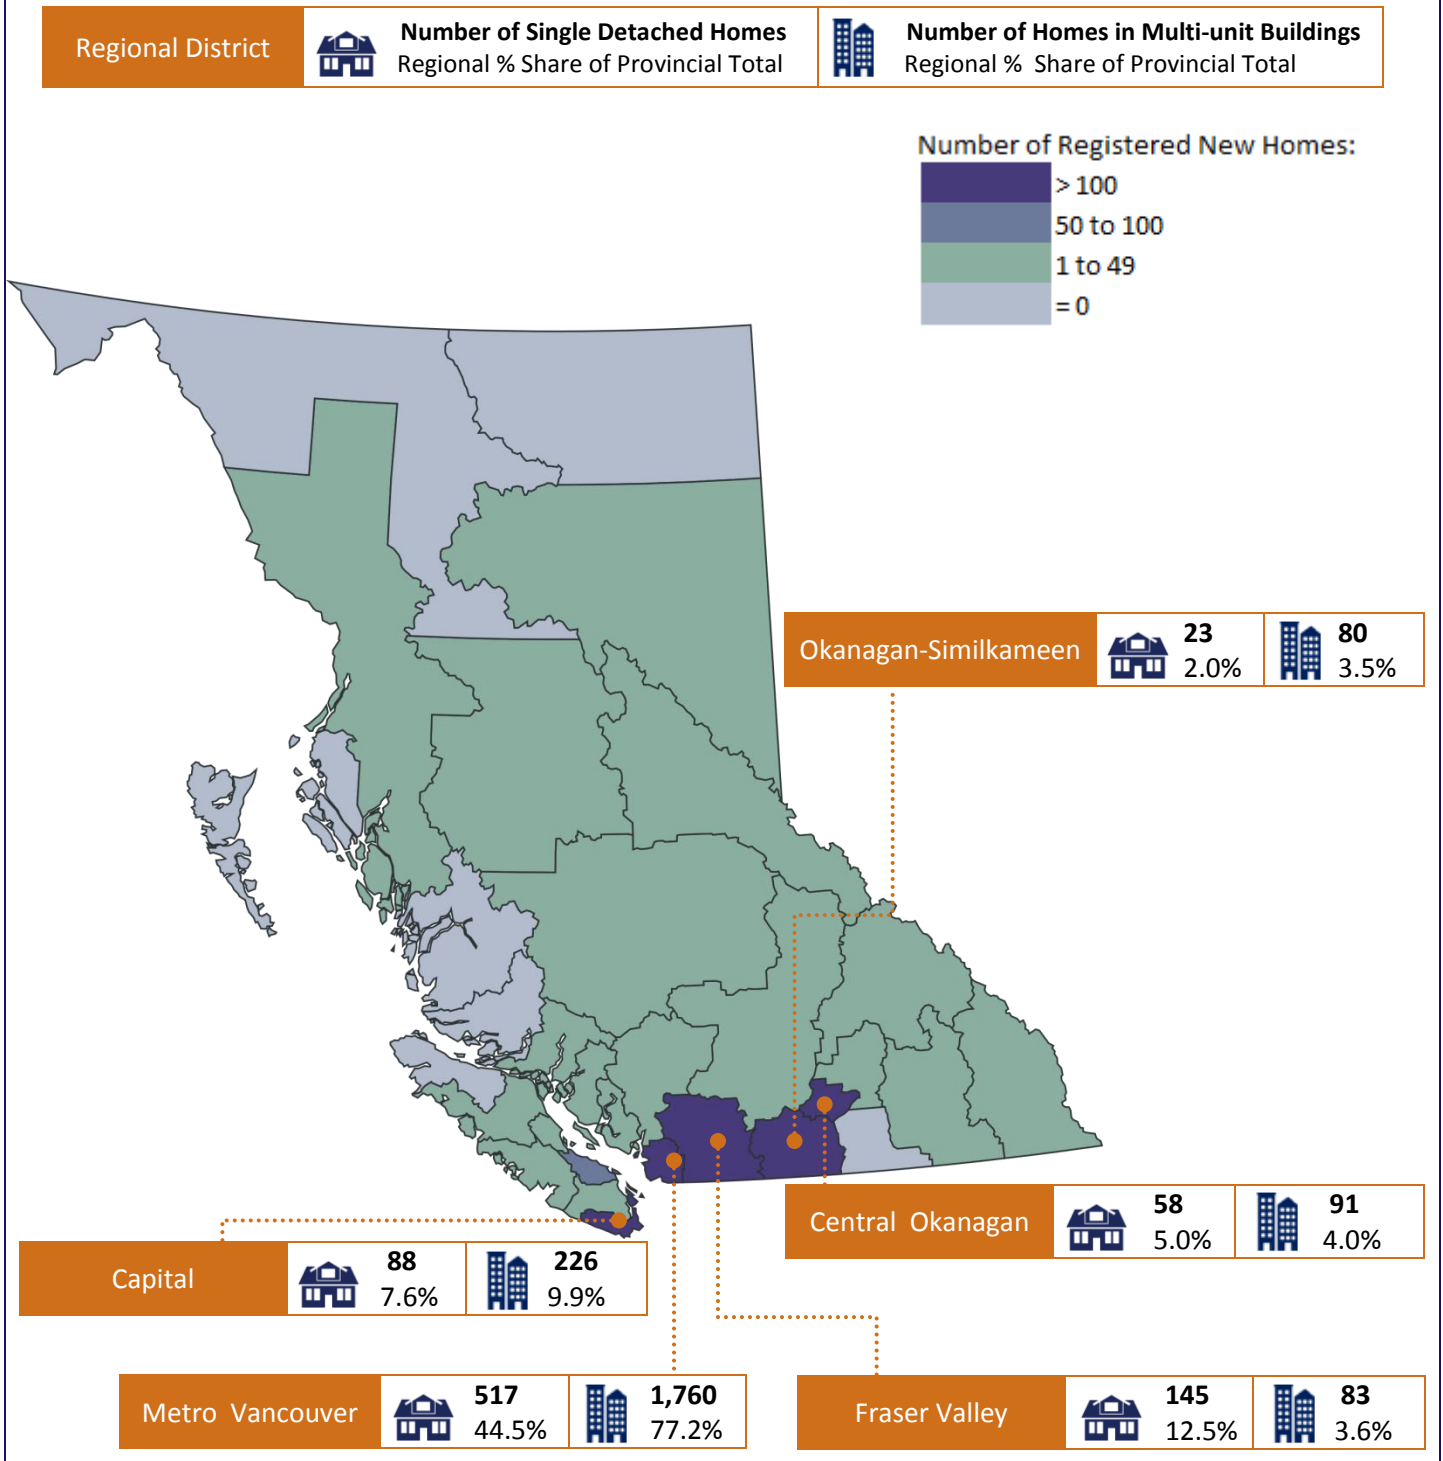 Regional District
Number of Single Detached Homes
Regional % Share of Provincial Total
Number of Homes in Multi-unit Buildings
Regional % Share of Provincial Total
Number of Registered New Homes:
> 100
50 to 100
1 to 49
= 0
Okanagan-Similkameen
23
2.0%
80
3.5%
Central Okanagan
58
5.0%
91
4.0%
Capital
88
7.6%
226
9.9%
Metro Vancouver
517
44.5%
1,760
77.2%
Fraser Valley
145
12.5%
83
3.6%